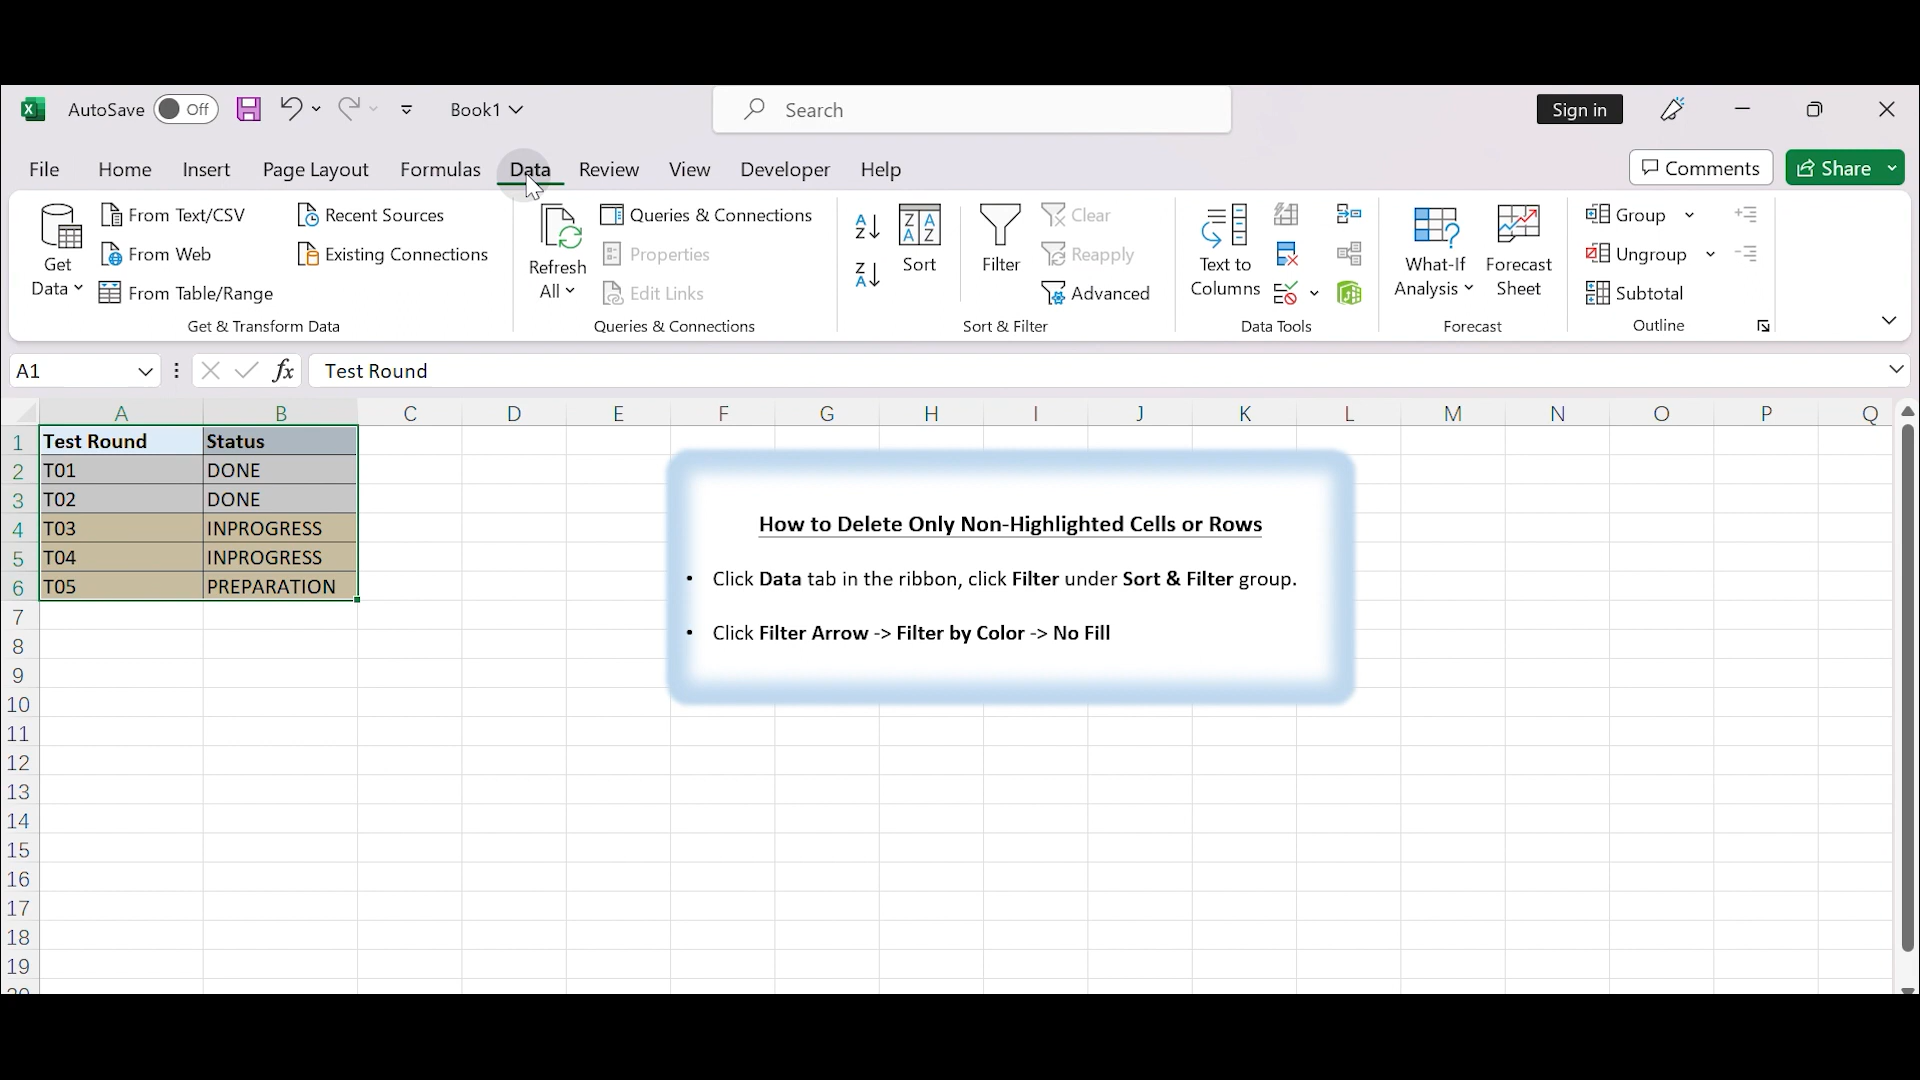 AutoSave Off Book1 Search Sign in
File Home Insert Page Layout Formulas Data Review View Developer Help Comments Share
Get Data
From Text/CSV
From Web
From Table/Range
Recent Sources
Existing Connections
Get & Transform Data
Refresh All
Queries & Connections
Properties
Edit Links
Queries & Connections
Sort
Filter
Clear
Reapply
Advanced
Sort & Filter
Text to Columns
Data Tools
What-If Analysis
Forecast Sheet
Forecast
Group
Ungroup
Subtotal
Outline
A1 fx Test Round
A B C D E F G H I J K L M N O P Q
1 Test Round Status
2 T01 DONE
3 T02 DONE
4 T03 INPROGRESS
5 T04 INPROGRESS
6 T05 PREPARATION
7
8
9
10
11
12
13
14
15
16
17
18
19
20
How to Delete Only Non-Highlighted Cells or Rows
• Click Data tab in the ribbon, click Filter under Sort & Filter group.
• Click Filter Arrow -> Filter by Color -> No Fill